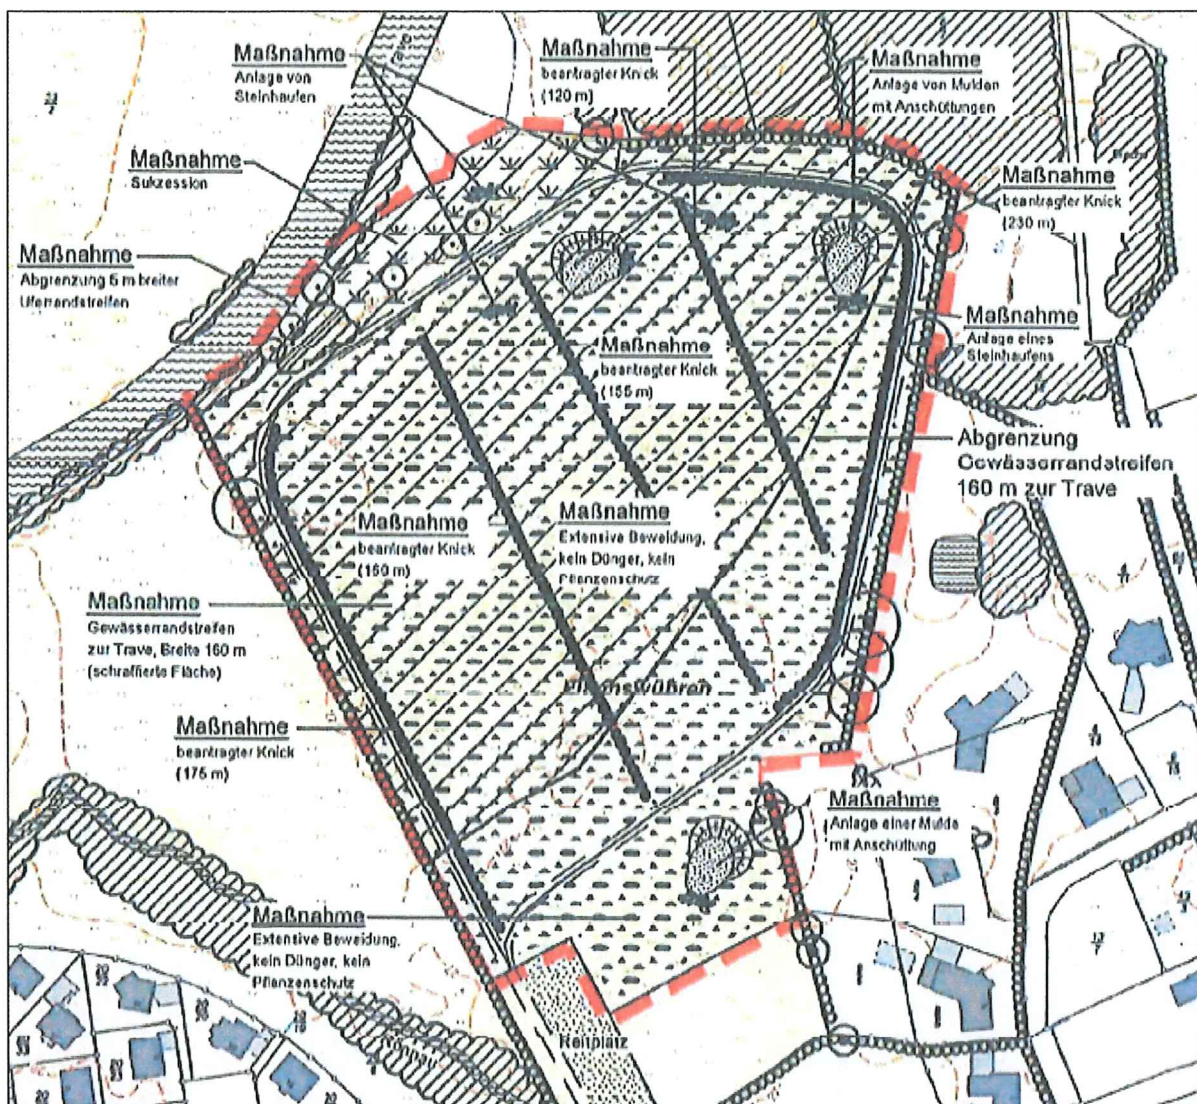 Maßnahme
Anlage von
Steinhaufen
Maßnahme
beantragter Knick
(120 m)
Maßnahme
Anlage von Mulden
mit Anschüttungen
Maßnahme
Sukzession
Maßnahme
beantragter Knick
(230 m)
Maßnahme
Abgrenzung 5 m breiter
Uferrandstreifen
Maßnahme
Anlage eines
Steinhaufens
Maßnahme
beantragter Knick
(155 m)
Abgrenzung
Gewässerrandstreifen
160 m zur Trave
Maßnahme
beantragter Knick
(160 m)
Maßnahme
Extensive Beweidung,
kein Dünger, kein
Pflanzenschutz
Maßnahme
Gewässerrandstreifen
zur Trave, Breite 160 m
(schraffierte Fläche)
Maßnahme
beantragter Knick
(175 m)
Maßnahme
Anlage einer Mulde
mit Anschüttung
Maßnahme
Extensive Beweidung,
kein Dünger, kein
Pflanzenschutz
Reitplatz